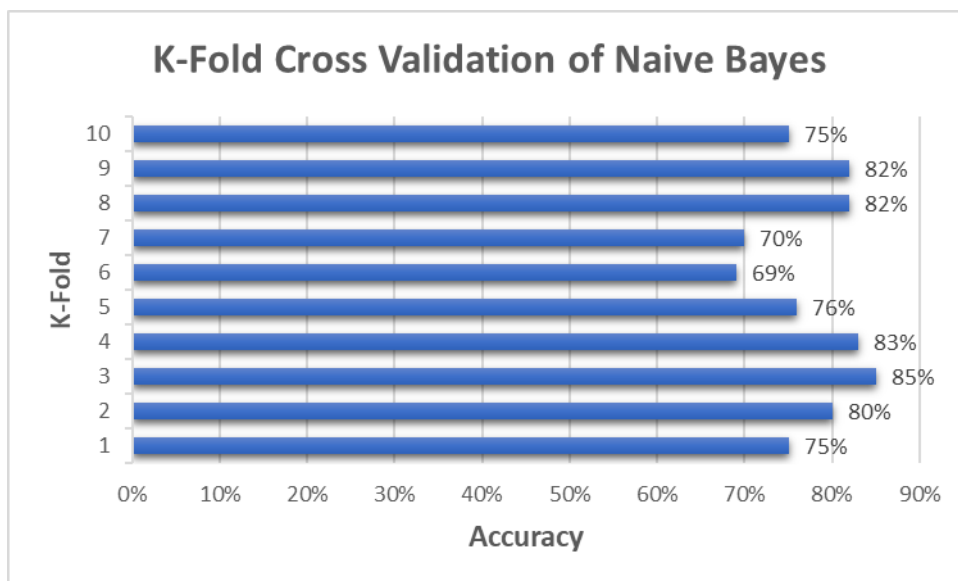 K-Fold Cross Validation of Naive Bayes
K-Fold
10 75%
9 82%
8 82%
7 70%
6 69%
5 76%
4 83%
3 85%
2 80%
1 75%
0% 10% 20% 30% 40% 50% 60% 70% 80% 90%
Accuracy